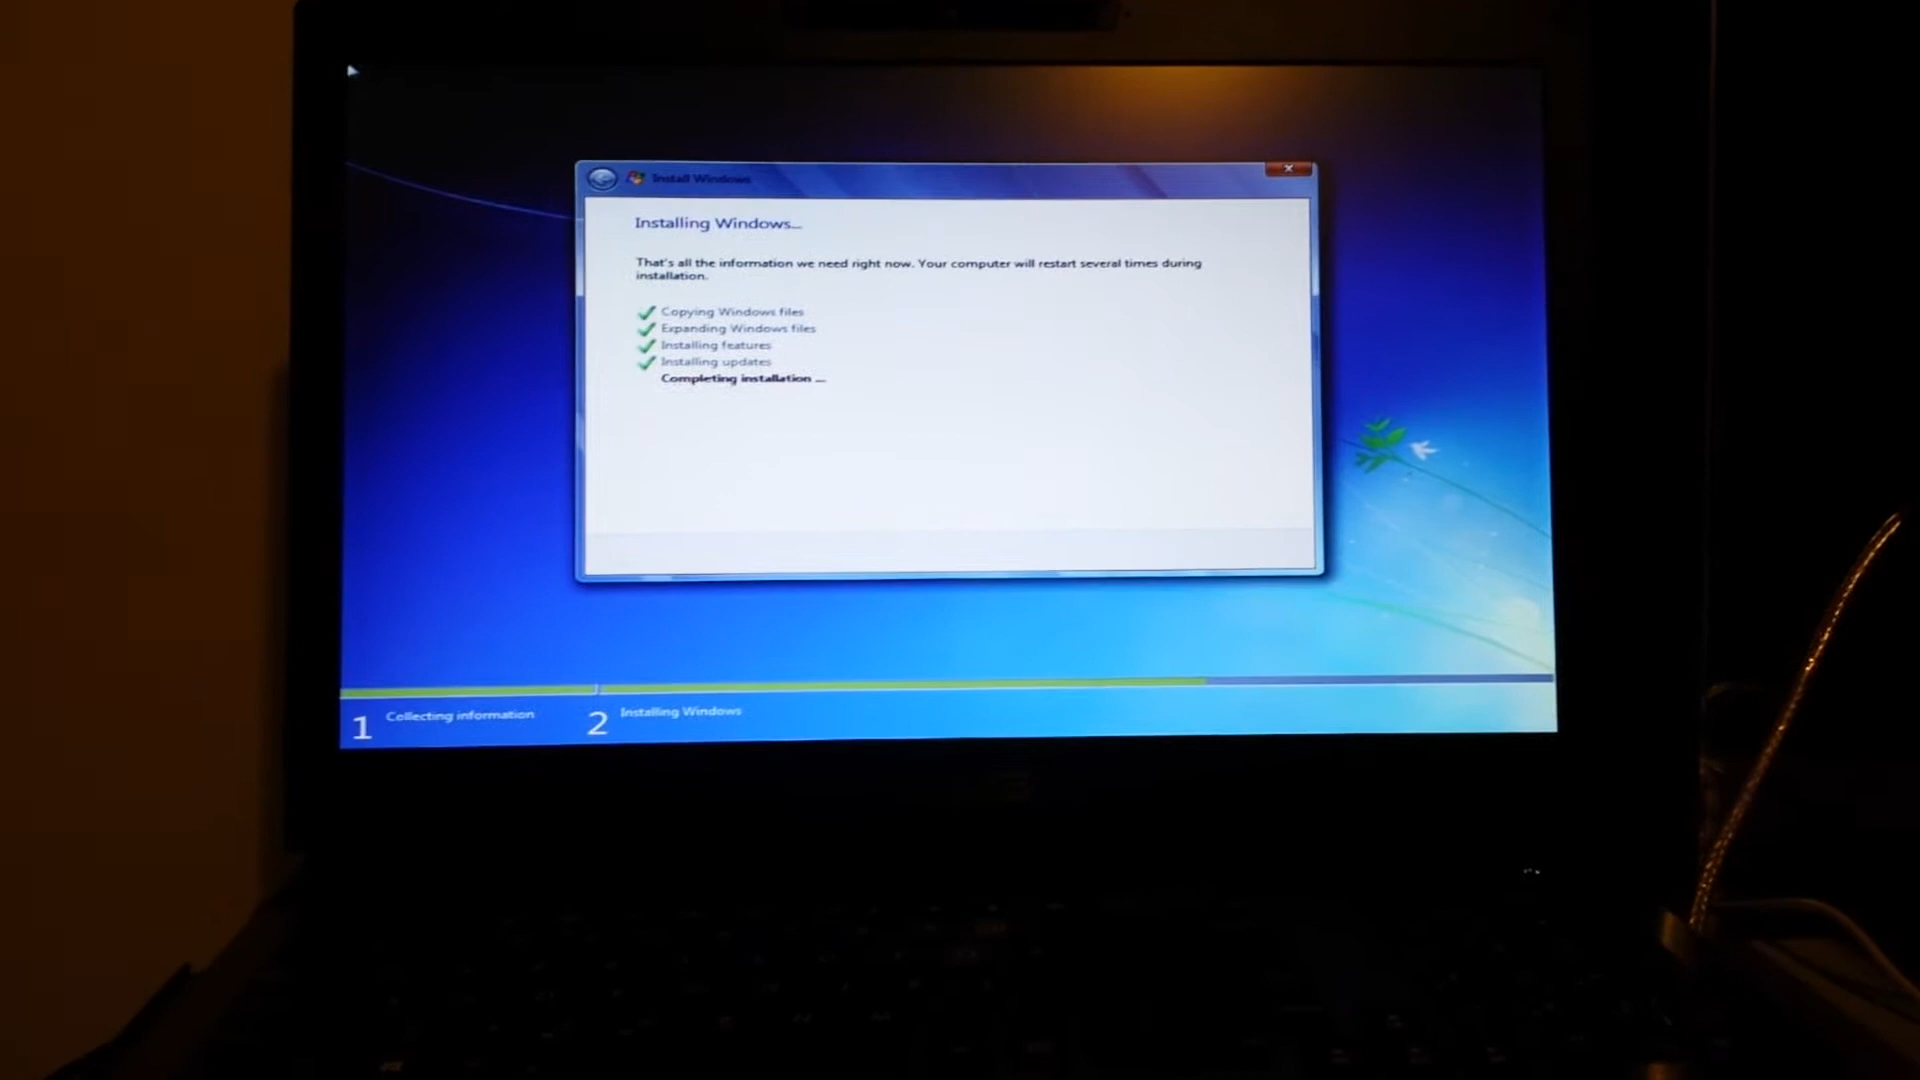 Install Windows
Installing Windows...
That's all the information we need right now. Your computer will restart several times during
installation.
Copying Windows files
Expanding Windows files
Installing features
Installing updates
Completing installation ...
1 Collecting information
2 Installing Windows